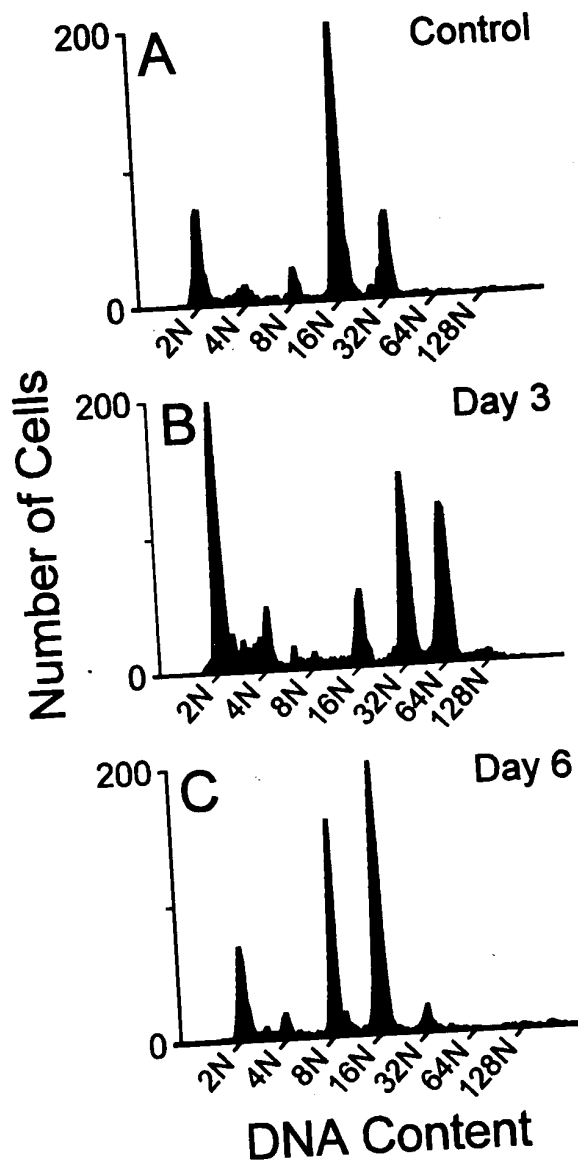 200
A
Control
0
2N 4N 8N 16N 32N 64N 128N
200
B
Day 3
0
2N 4N 8N 16N 32N 64N 128N
200
C
Day 6
0
2N 4N 8N 16N 32N 64N 128N
Number of Cells
DNA Content